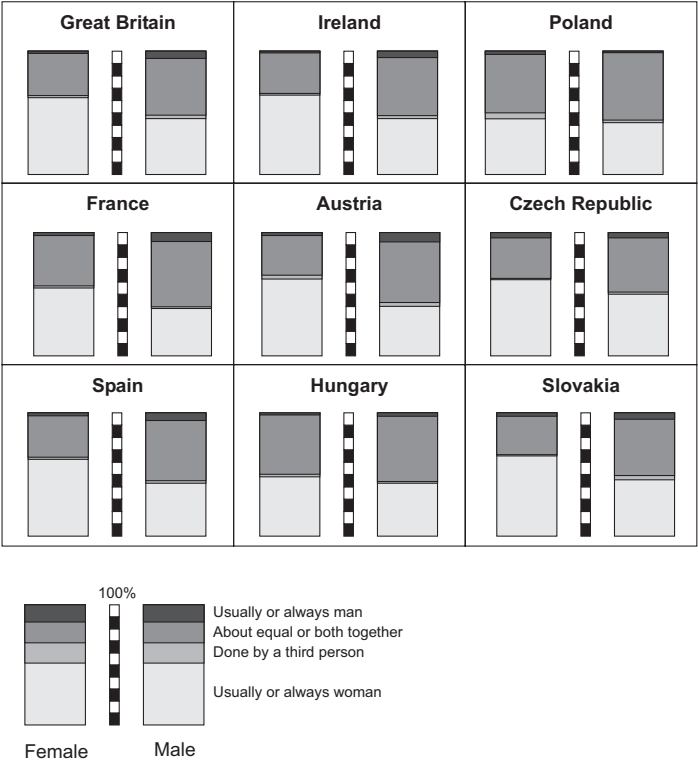 Great Britain
Ireland
Poland
France
Austria
Czech Republic
Spain
Hungary
Slovakia
100%
Usually or always man
About equal or both together
Done by a third person
Usually or always woman
Female
Male